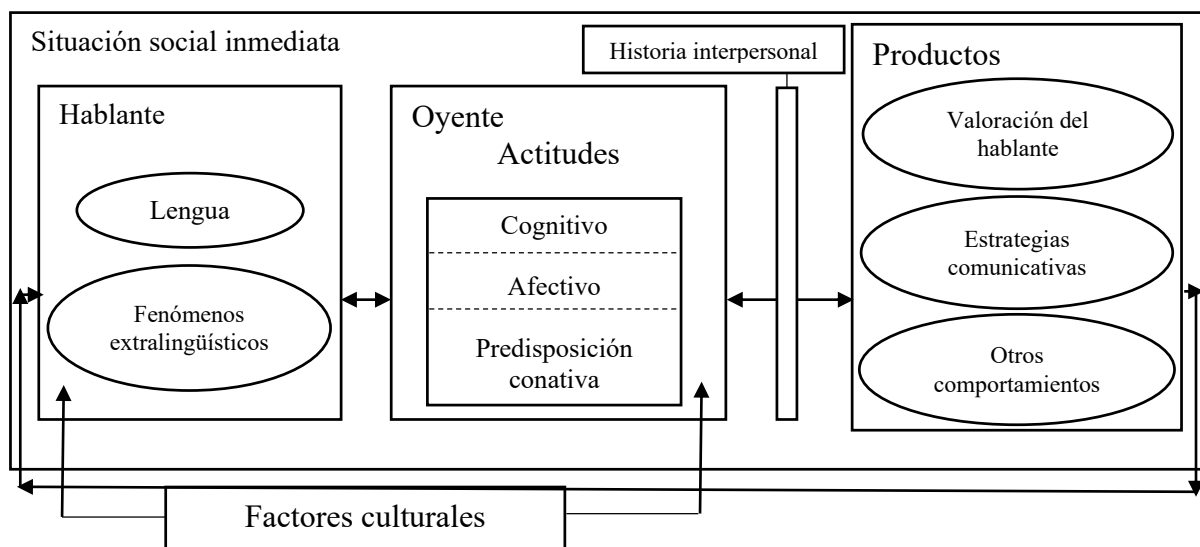 Situación social inmediata
Historia interpersonal
Productos
Hablante
Lengua
Fenómenos
extralingüísticos
Oyente
Actitudes
Cognitivo
Afectivo
Predisposición
conativa
Valoración del
hablante
Estrategias
comunicativas
Otros
comportamientos
Factores culturales